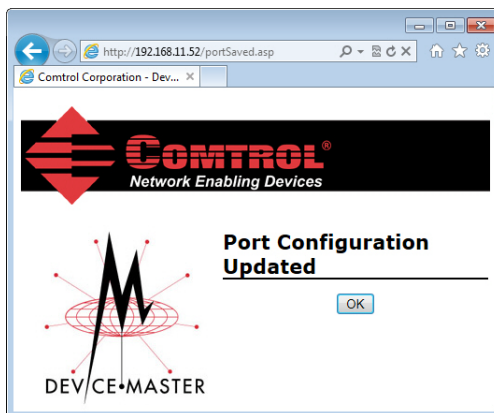 http://192.168.11.52/portSaved.asp
Comtrol Corporation - Dev...
COMTROL®
Network Enabling Devices
Port Configuration
Updated
OK
DEVICE•MASTER